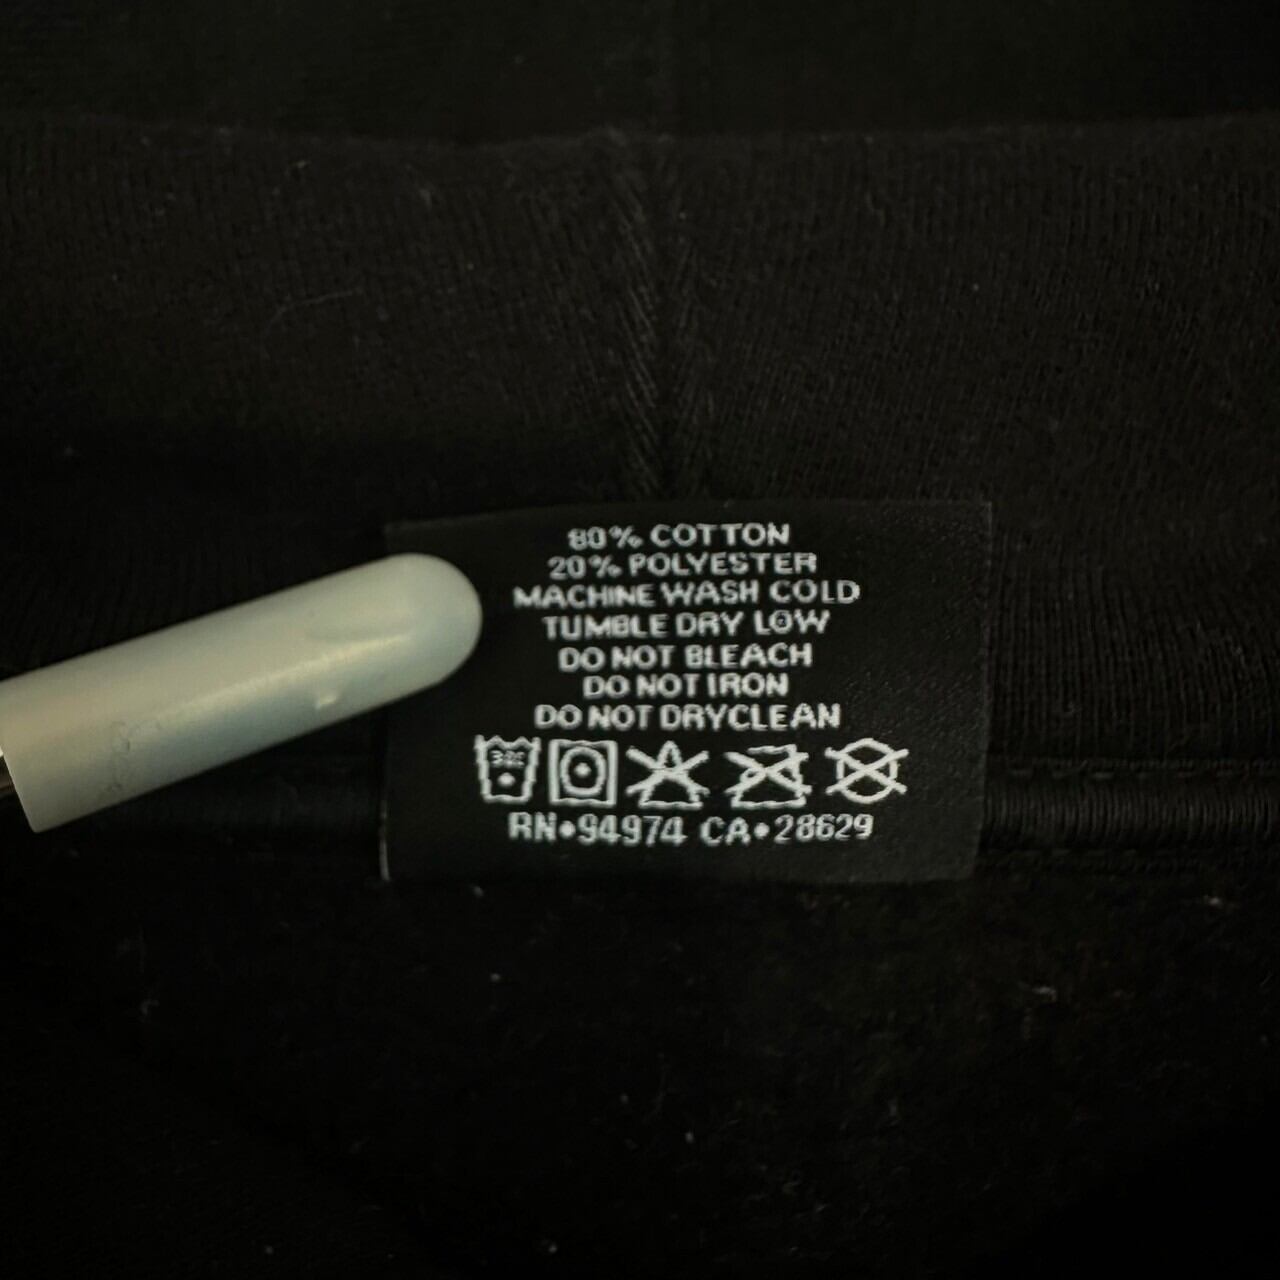 80% COTTON
20% POLYESTER
MACHINE WASH COLD
TUMBLE DRY LOW
DO NOT BLEACH
DO NOT IRON
DO NOT DRYCLEAN
RN•94974 CA•28629